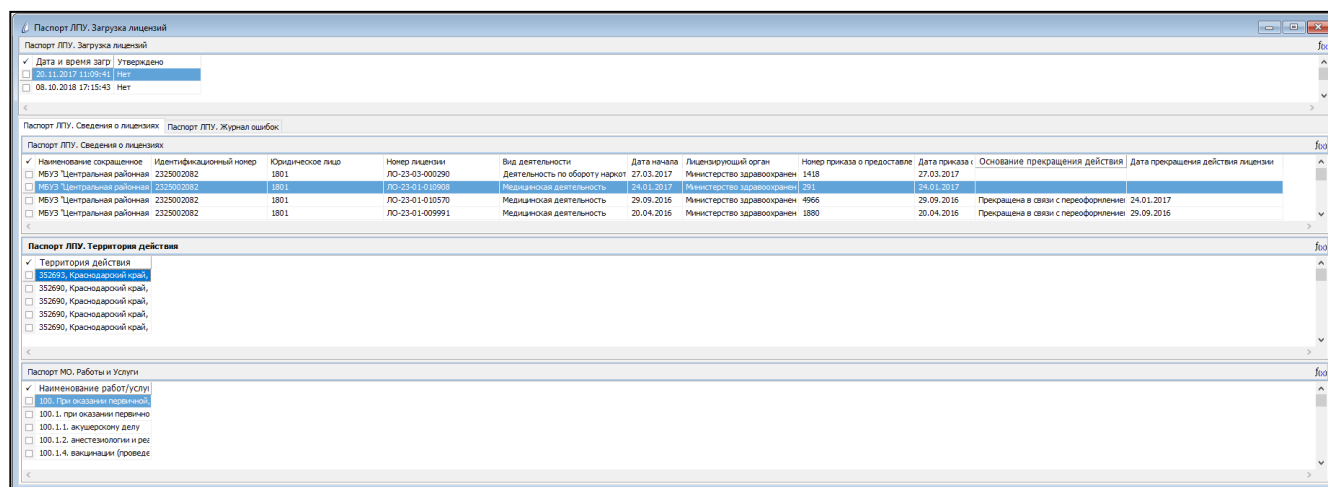 Паспорт ЛПУ. Загрузка лицензий
Паспорт ЛПУ. Загрузка лицензий
✓ Дата и время загр Утверждено
20.11.2017 11:09:41 Нет
08.10.2018 17:15:43 Нет
Паспорт ЛПУ. Сведения о лицензиях Паспорт ЛПУ. Журнал ошибок
Паспорт ЛПУ. Сведения о лицензиях
✓ Наименование сокращенное Идентификационный номер Юридическое лицо Номер лицензии Вид деятельности Дата начала Лицензирующий орган Номер приказа о предоставле Дата приказа с Основание прекращения действия Дата прекращения действия лицензии
МБУЗ "Центральная районная 2325002082 1801 ЛО-23-03-000290 Деятельность по обороту наркот 27.03.2017 Министерство здравоохранен 1418 27.03.2017
МБУЗ "Центральная районная 2325002082 1801 ЛО-23-01-010908 Медицинская деятельность 24.01.2017 Министерство здравоохранен 291 24.01.2017
МБУЗ "Центральная районная 2325002082 1801 ЛО-23-01-010570 Медицинская деятельность 29.09.2016 Министерство здравоохранен 4966 29.09.2016 Прекращена в связи с переоформление 24.01.2017
МБУЗ "Центральная районная 2325002082 1801 ЛО-23-01-009991 Медицинская деятельность 20.04.2016 Министерство здравоохранен 1880 20.04.2016 Прекращена в связи с переоформление 29.09.2016
Паспорт ЛПУ. Территория действия
✓ Территория действия
352693, Краснодарский край,
352690, Краснодарский край,
352690, Краснодарский край,
352690, Краснодарский край,
352690, Краснодарский край,
Паспорт МО. Работы и Услуги
✓ Наименование работ/услуг
100. При оказании первичной,
100.1. при оказании первично
100.1.1. акушерскому делу
100.1.2. анестезиологии и реа
100.1.4. вакцинации (проведе